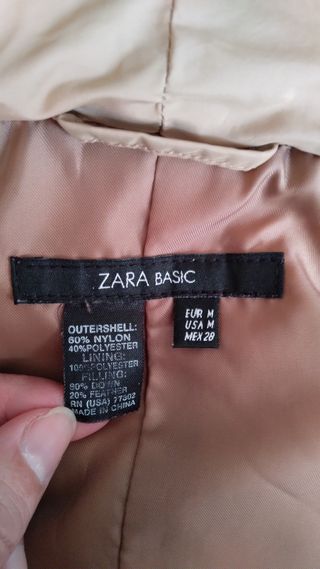 ZARA BASIC
EUR M
USA M
MEX 28
OUTERSHELL:
60% NYLON
40%POLYESTER
LINING:
100%POLYESTER
FILLING:
80% DOWN
20% FEATHER
RN (USA) 77302
MADE IN CHINA